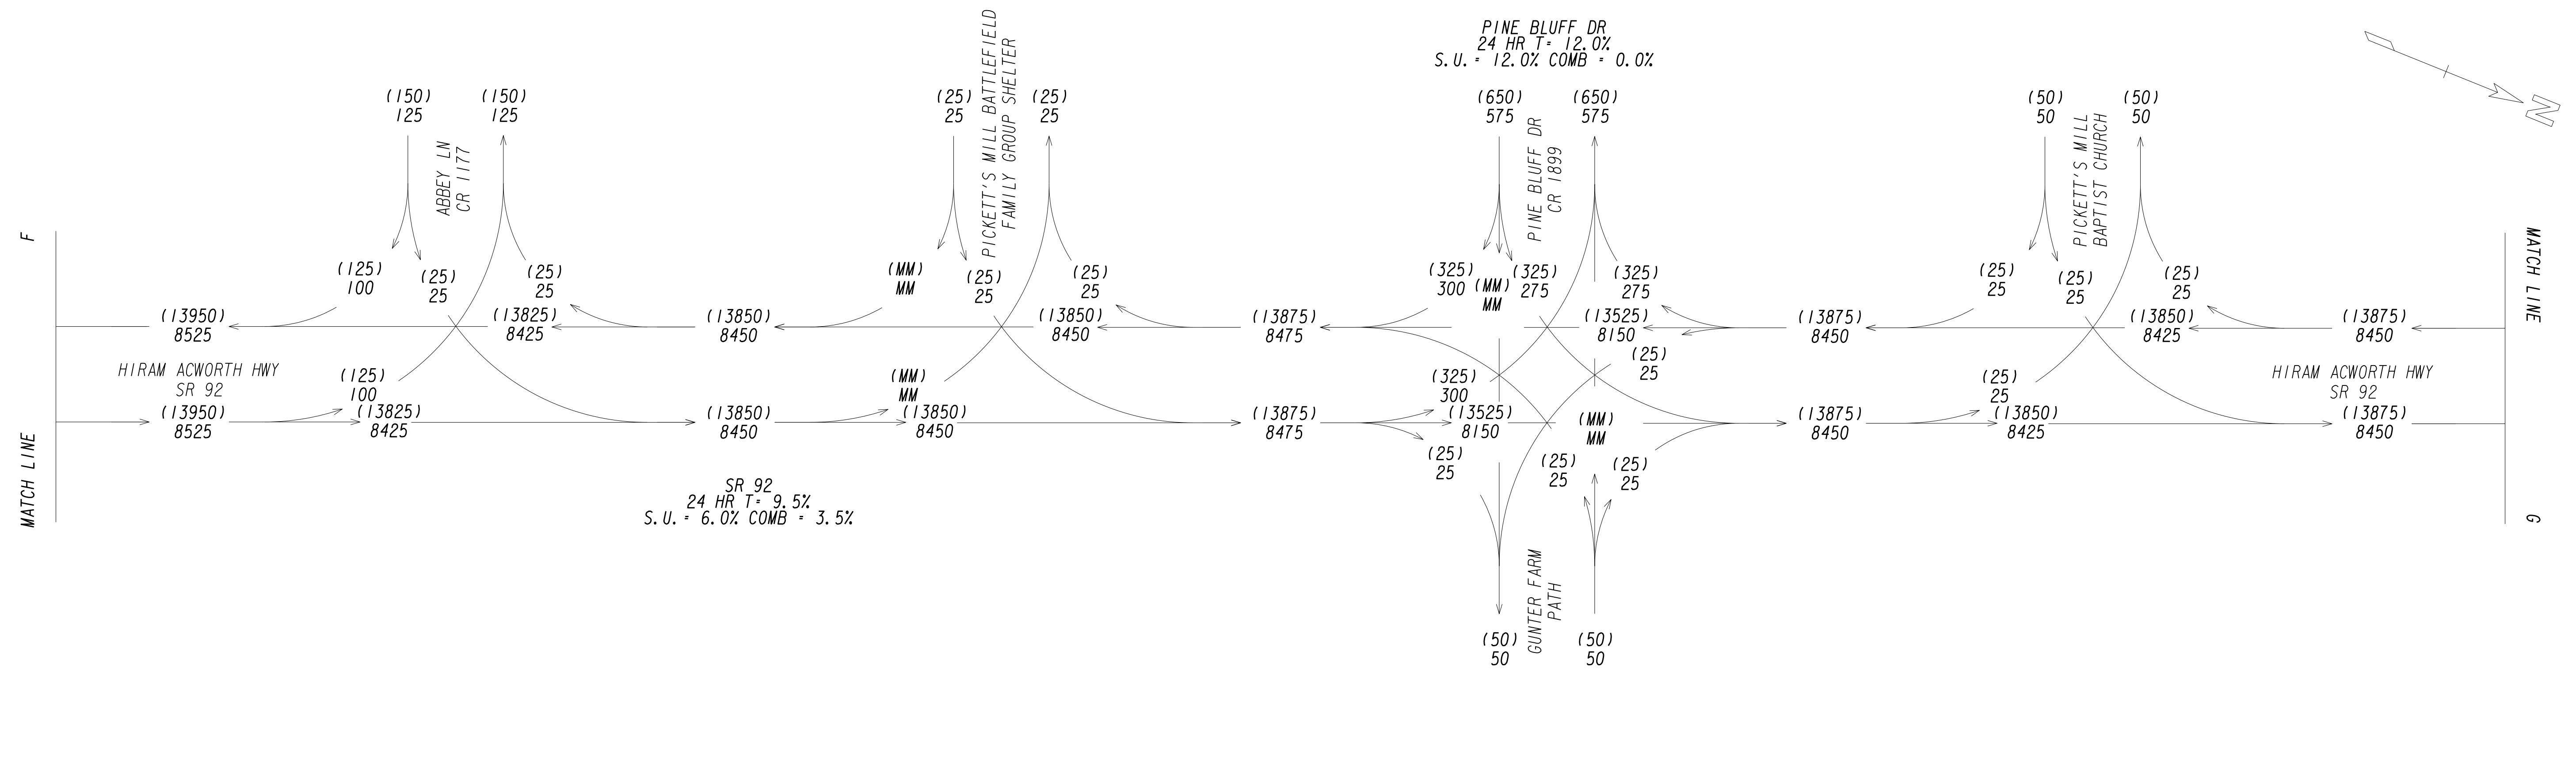 PINE BLUFF DR
24 HR T= 12.0%
S.U.= 12.0% COMB = 0.0%
N
(150)
125
(150)
125
ABBEY LN
CR 1177
(25)
25
(25)
25
PICKETT'S MILL BATTLEFIELD
FAMILY GROUP SHELTER
(650)
575
(650)
575
PINE BLUFF DR
CR 1899
(50)
50
(50)
50
PICKETT'S MILL
BAPTIST CHURCH
F
MATCH LINE
(125)
100
(25)
25
(25)
25
(MM)
MM
(25)
25
(25)
25
(325)
300
(MM)
MM
(325)
275
(325)
275
(25)
25
(25)
25
(25)
25
(13950)
8525
(13825)
8425
(13850)
8450
(13850)
8450
(13875)
8475
(13525)
8150
(13875)
8450
(13850)
8425
(13875)
8450
HIRAM ACWORTH HWY
SR 92
(125)
100
(MM)
MM
(325)
300
(25)
25
(25)
25
HIRAM ACWORTH HWY
SR 92
(13950)
8525
(13825)
8425
(13850)
8450
(13850)
8450
(13875)
8475
(13525)
8150
(MM)
MM
(13875)
8450
(13850)
8425
(13875)
8450
MATCH LINE
(25)
25
(25)
25
(25)
25
G
SR 92
24 HR T= 9.5%
S.U.= 6.0% COMB = 3.5%
GUNTER FARM
PATH
(50)
50
(50)
50